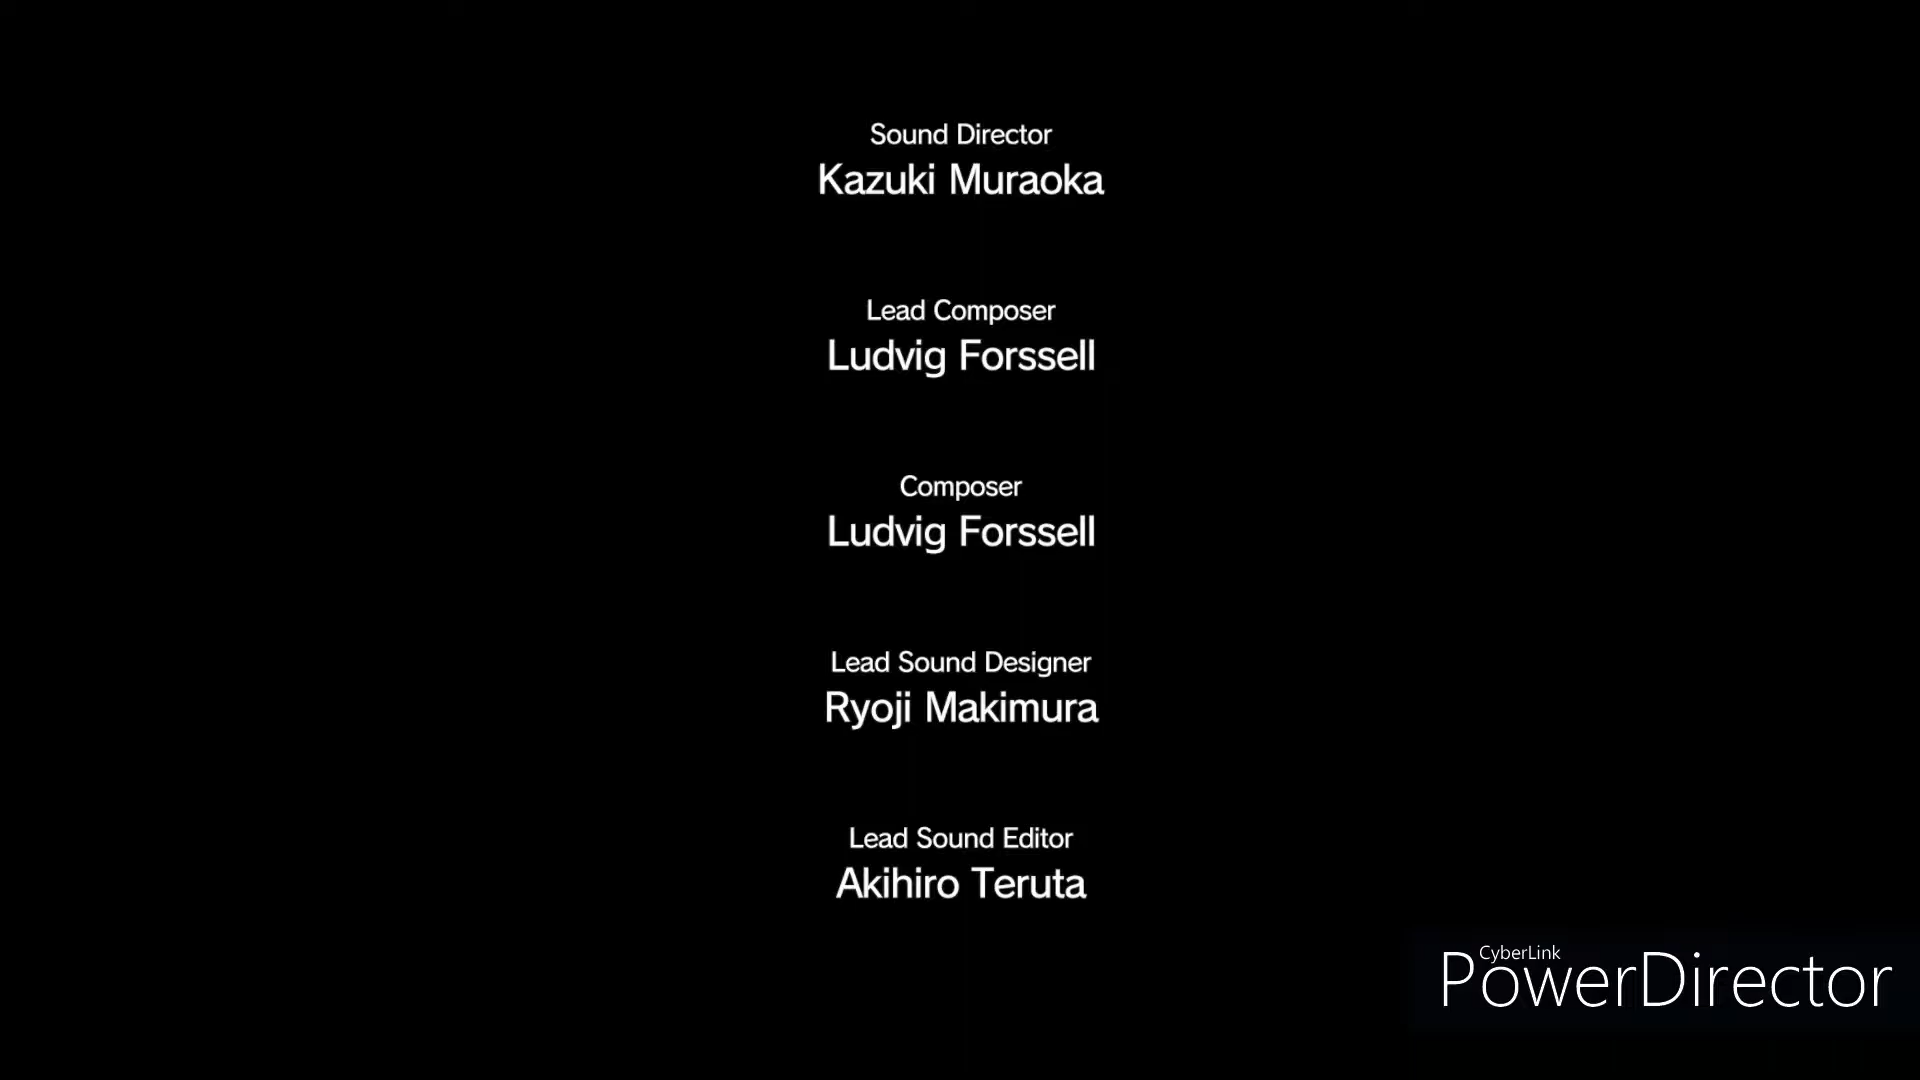 Sound Director
Kazuki Muraoka
Lead Composer
Ludvig Forssell
Composer
Ludvig Forssell
Lead Sound Designer
Ryoji Makimura
Lead Sound Editor
Akihiro Teruta
CyberLink
PowerDirector